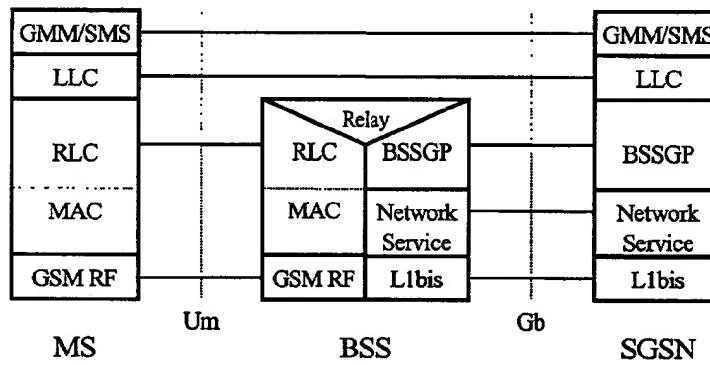 GMM/SMS
GMM/SMS
LLC
LLC
Relay
RLC
RLC
BSSGP
BSSGP
MAC
MAC
Network
Service
Network
Service
GSM RF
GSM RF
L1bis
L1bis
Um
Gb
MS
BSS
SGSN